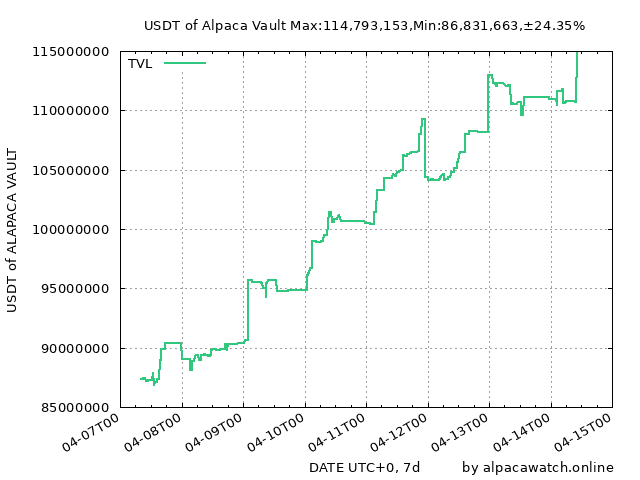 USDT of Alpaca Vault Max:114,793,153,Min:86,831,663,±24.35%
TVL
115000000
110000000
105000000
100000000
95000000
90000000
85000000
USDT of ALAPACA VAULT
04-07T00
04-08T00
04-09T00
04-10T00
04-11T00
04-12T00
04-13T00
04-14T00
04-15T00
DATE UTC+0, 7d
by alpacawatch.online